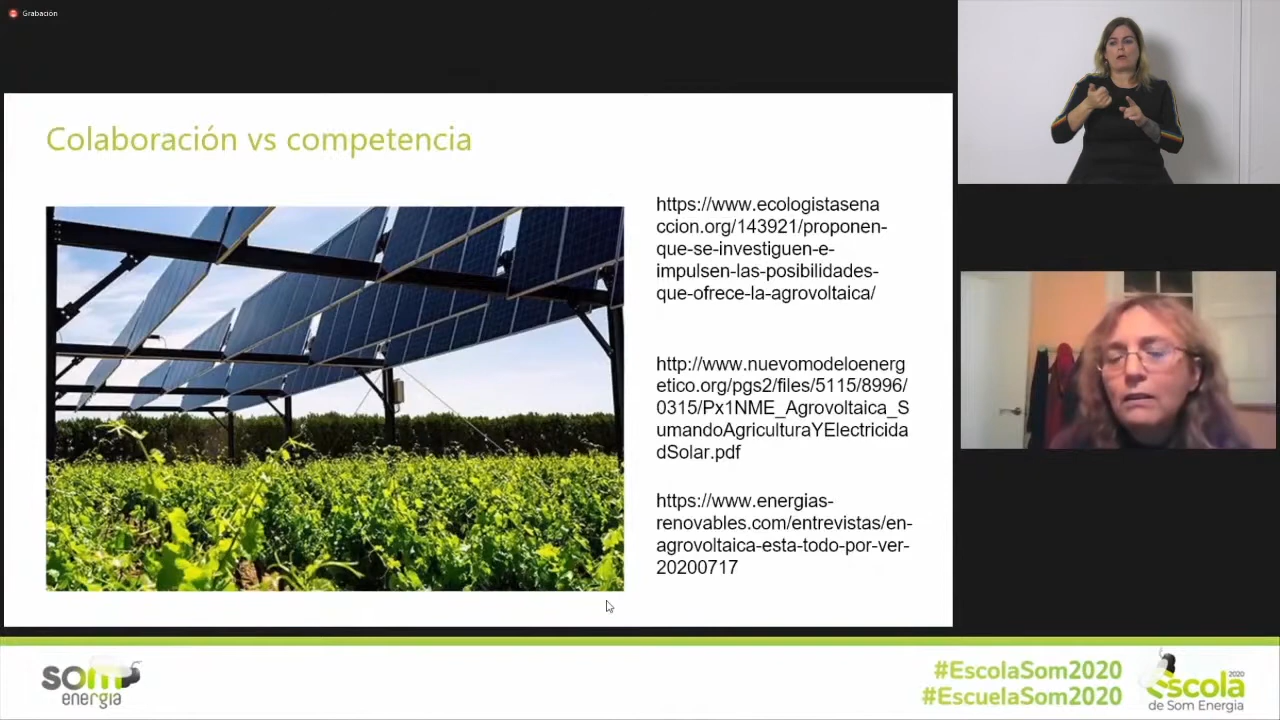 Grabación
Colaboración vs competencia
https://www.ecologistasena
ccion.org/143921/proponen-
que-se-investiguen-e-
impulsen-las-posibilidades-
que-ofrece-la-agrovoltaica/
http://www.nuevomodeloenerg
etico.org/pgs2/files/5115/8996/
0315/Px1NME_Agrovoltaica_S
umandoAgriculturaYElectricida
dSolar.pdf
https://www.energias-
renovables.com/entrevistas/en-
agrovoltaica-esta-todo-por-ver-
20200717
som
energia
#EscolaSom2020
#EscuelaSom2020
2020
escola
de Som Energia